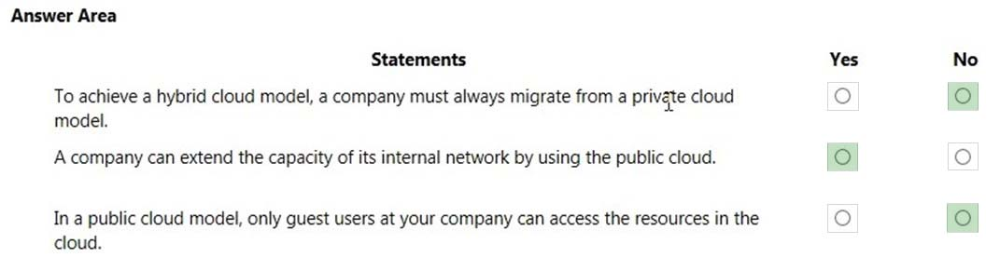 Answer Area
Statements Yes No
To achieve a hybrid cloud model, a company must always migrate from a private cloud
model.
A company can extend the capacity of its internal network by using the public cloud.
In a public cloud model, only guest users at your company can access the resources in the
cloud.